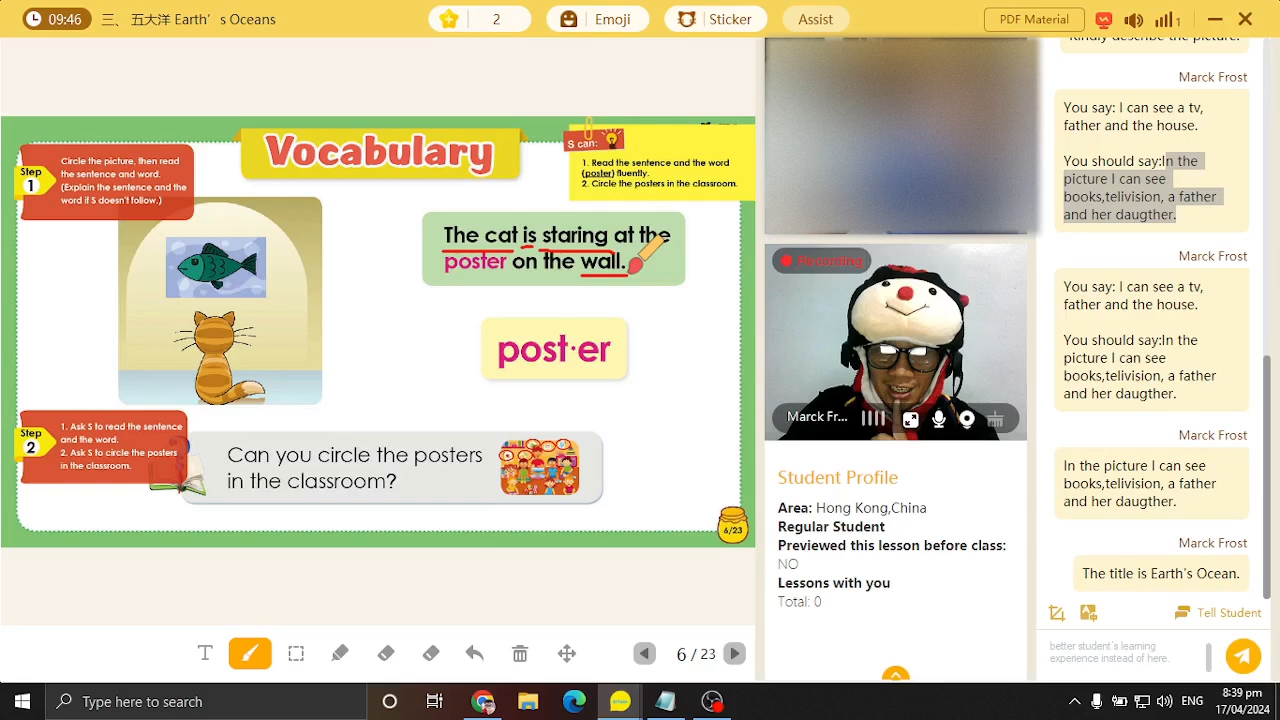 09:46
三、五大洋 Earth's Oceans
2
Emoji
Sticker
Assist
PDF Material
1
Vocabulary
Step
1
Circle the picture, then read
the sentence and word.
(Explain the sentence and the
word if S doesn't follow.)
S can:
1. Read the sentence and the word
(poster) fluently.
2. Circle the posters in the classroom.
The cat is staring at the
poster on the wall.
post·er
Step
2
1. Ask S to read the sentence
and the word.
2. Ask S to circle the posters
in the classroom.
Can you circle the posters
in the classroom?
6/23
T
6 / 23
Recording
Marck Fr...
Student Profile
Area: Hong Kong,China
Regular Student
Previewed this lesson before class:
NO
Lessons with you
Total: 0
Kindly describe the picture.
Marck Frost
You say: I can see a tv,
father and the house.
You should say:In the
picture I can see
books,telivision, a father
and her daugther.
Marck Frost
You say: I can see a tv,
father and the house.
You should say:In the
picture I can see
books,telivision, a father
and her daugther.
Marck Frost
In the picture I can see
books,telivision, a father
and her daugther.
Marck Frost
The title is Earth's Ocean.
Tell Student
better student's learning
experience instead of here.
Type here to search
ENG
8:39 pm
17/04/2024